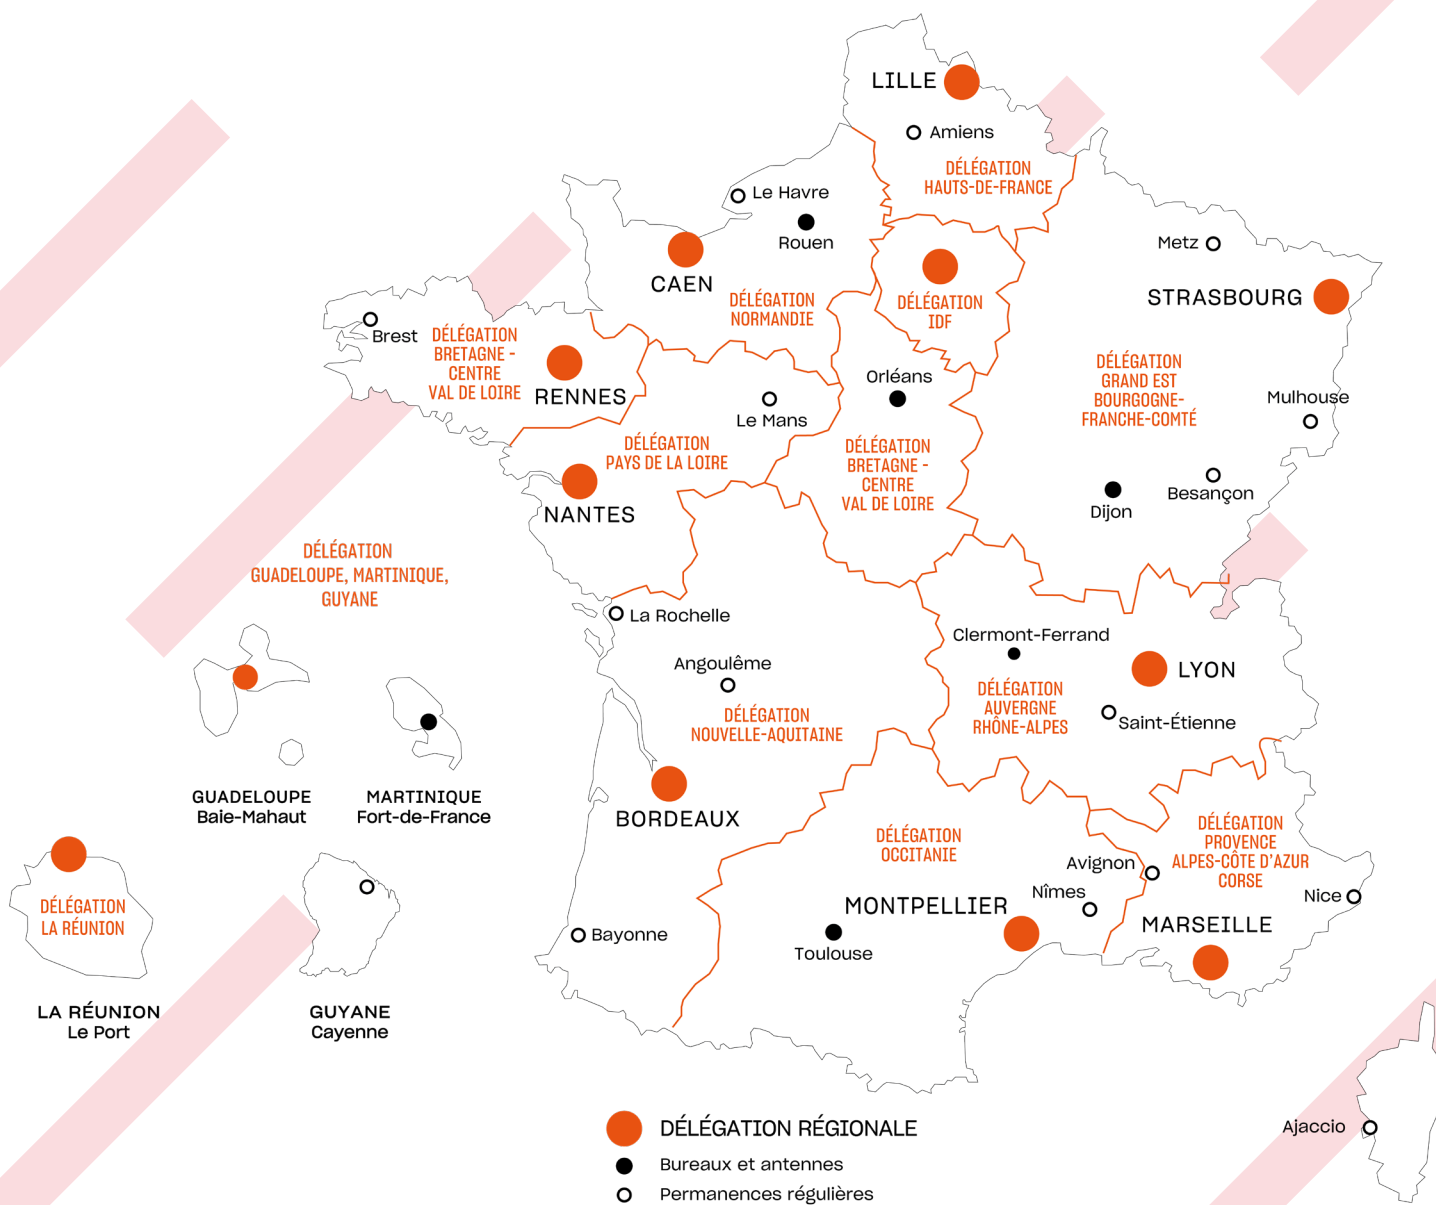 LILLE
Amiens
DÉLÉGATION
HAUTS-DE-FRANCE
Le Havre
Rouen
CAEN
DÉLÉGATION
NORMANDIE
DÉLÉGATION
IDF
Metz
STRASBOURG
Brest
DÉLÉGATION
BRETAGNE -
CENTRE
VAL DE LOIRE
RENNES
Le Mans
Orléans
DÉLÉGATION
GRAND EST
BOURGOGNE-
FRANCHE-COMTÉ
Mulhouse
DÉLÉGATION
PAYS DE LA LOIRE
NANTES
DÉLÉGATION
BRETAGNE -
CENTRE
VAL DE LOIRE
Besançon
Dijon
DÉLÉGATION
GUADELOUPE, MARTINIQUE,
GUYANE
La Rochelle
Angoulême
DÉLÉGATION
NOUVELLE-AQUITAINE
Clermont-Ferrand
LYON
DÉLÉGATION
AUVERGNE
RHÔNE-ALPES
Saint-Étienne
GUADELOUPE
Baie-Mahaut
MARTINIQUE
Fort-de-France
BORDEAUX
DÉLÉGATION
OCCITANIE
DÉLÉGATION
PROVENCE
ALPES-CÔTE D'AZUR
CORSE
Avignon
Nîmes
Nice
MONTPELLIER
MARSEILLE
DÉLÉGATION
LA RÉUNION
Bayonne
Toulouse
LA RÉUNION
Le Port
GUYANE
Cayenne
Ajaccio
DÉLÉGATION RÉGIONALE
Bureaux et antennes
Permanences régulières